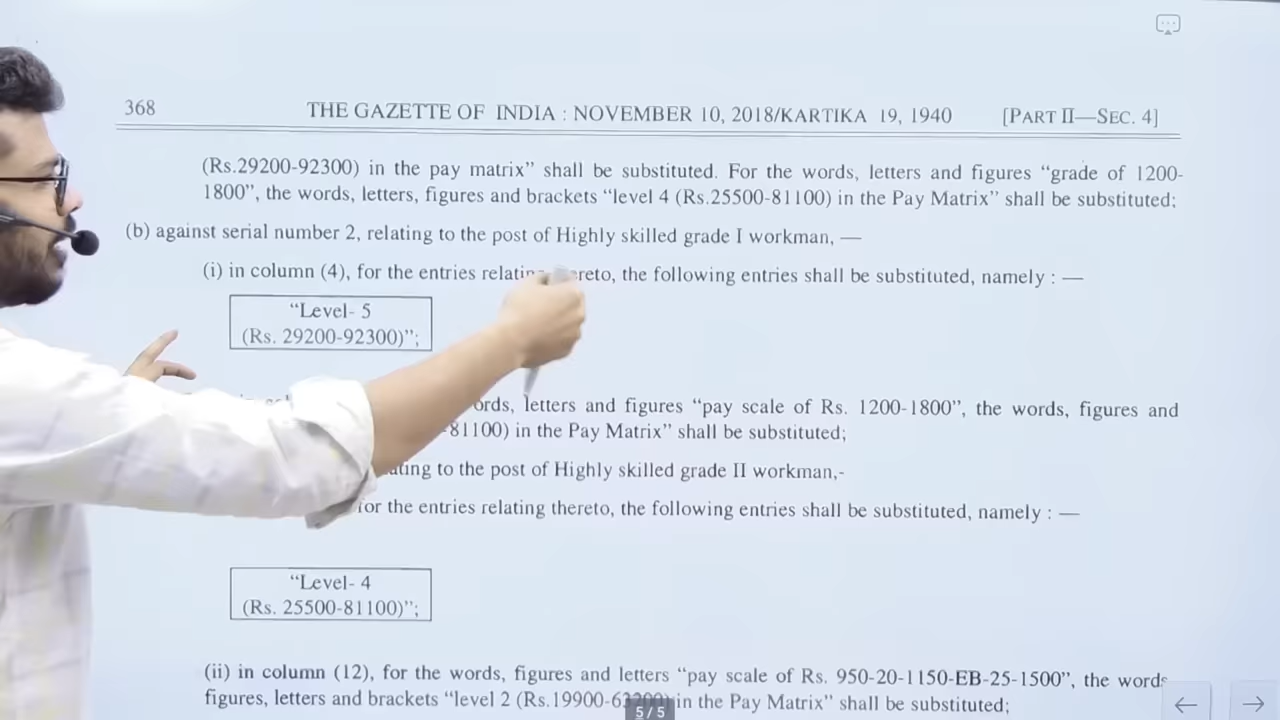 368 THE GAZETTE OF INDIA : NOVEMBER 10, 2018/KARTIKA 19, 1940 [PART II—SEC. 4]
(Rs.29200-92300) in the pay matrix” shall be substituted. For the words, letters and figures “grade of 1200-
1800”, the words, letters, figures and brackets “level 4 (Rs.25500-81100) in the Pay Matrix” shall be substituted;
(b) against serial number 2, relating to the post of Highly skilled grade I workman, —
(i) in column (4), for the entries the following entries shall be substituted, namely : —
“Level- 5
(Rs. 29200-92300)”;
letters and figures “pay scale of Rs. 1200-1800”, the words, figures and
81100) in the Pay Matrix” shall be substituted;
to the post of Highly skilled grade II workman,-
for the entries relating thereto, the following entries shall be substituted, namely : —
“Level- 4
(Rs. 25500-81100)”;
(ii) in column (12), for the words, figures and letters “pay scale of Rs. 950-20-1150-EB-25-1500”, the words
figures, letters and brackets “level 2 in the Pay Matrix” shall be substituted;
5 / 5